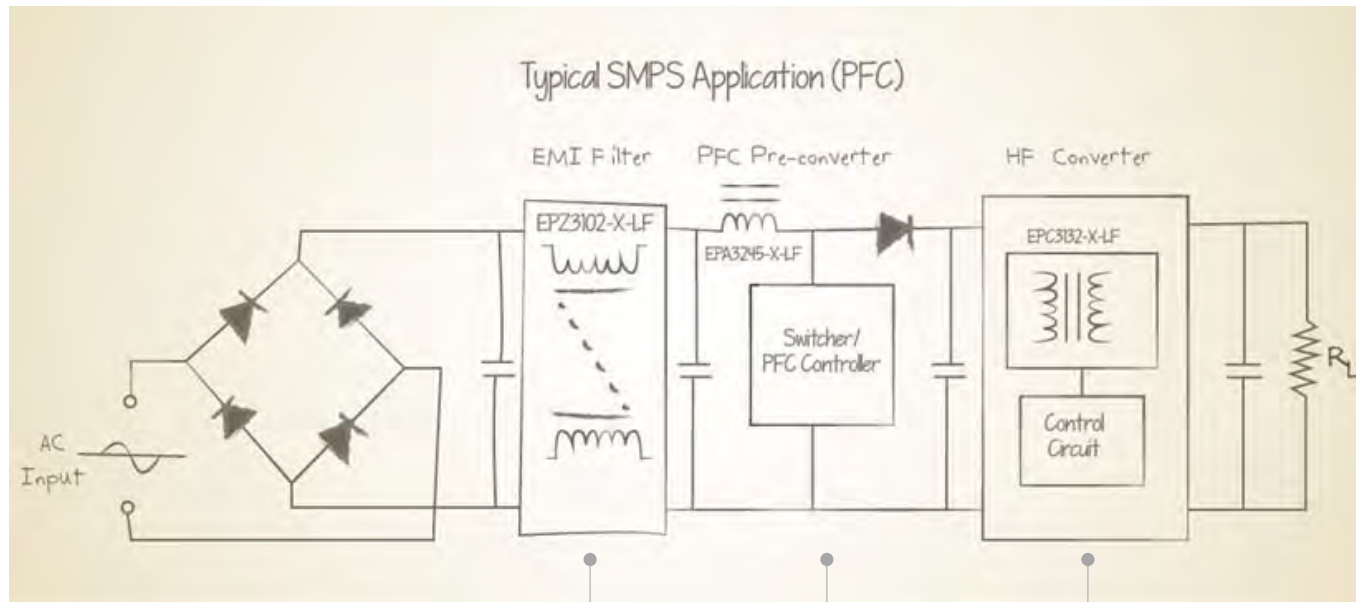 Typical SMPS Application (PFC)
EMI Filter
PFC Pre-converter
HF Converter
EPZ3102-X-LF
EPA3245-X-LF
EPC3132-X-LF
Switcher/
PFC Controller
Control
Circuit
AC
Input
RL